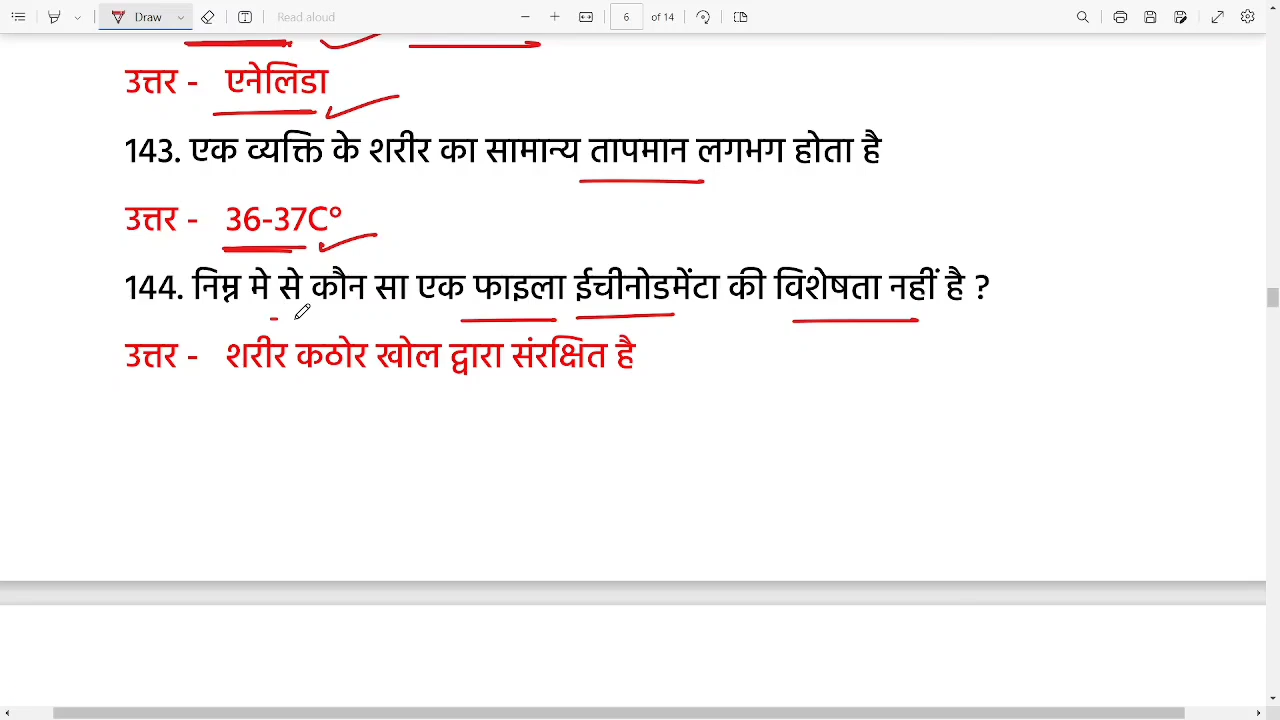 Draw
Read aloud
6 of 14
उत्तर - एनेलिडा
143. एक व्यक्ति के शरीर का सामान्य तापमान लगभग होता है
उत्तर - 36-37C°
144. निम्न मे से कौन सा एक फाइला ईचीनोडमेंटा की विशेषता नहीं है ?
उत्तर - शरीर कठोर खोल द्वारा संरक्षित है